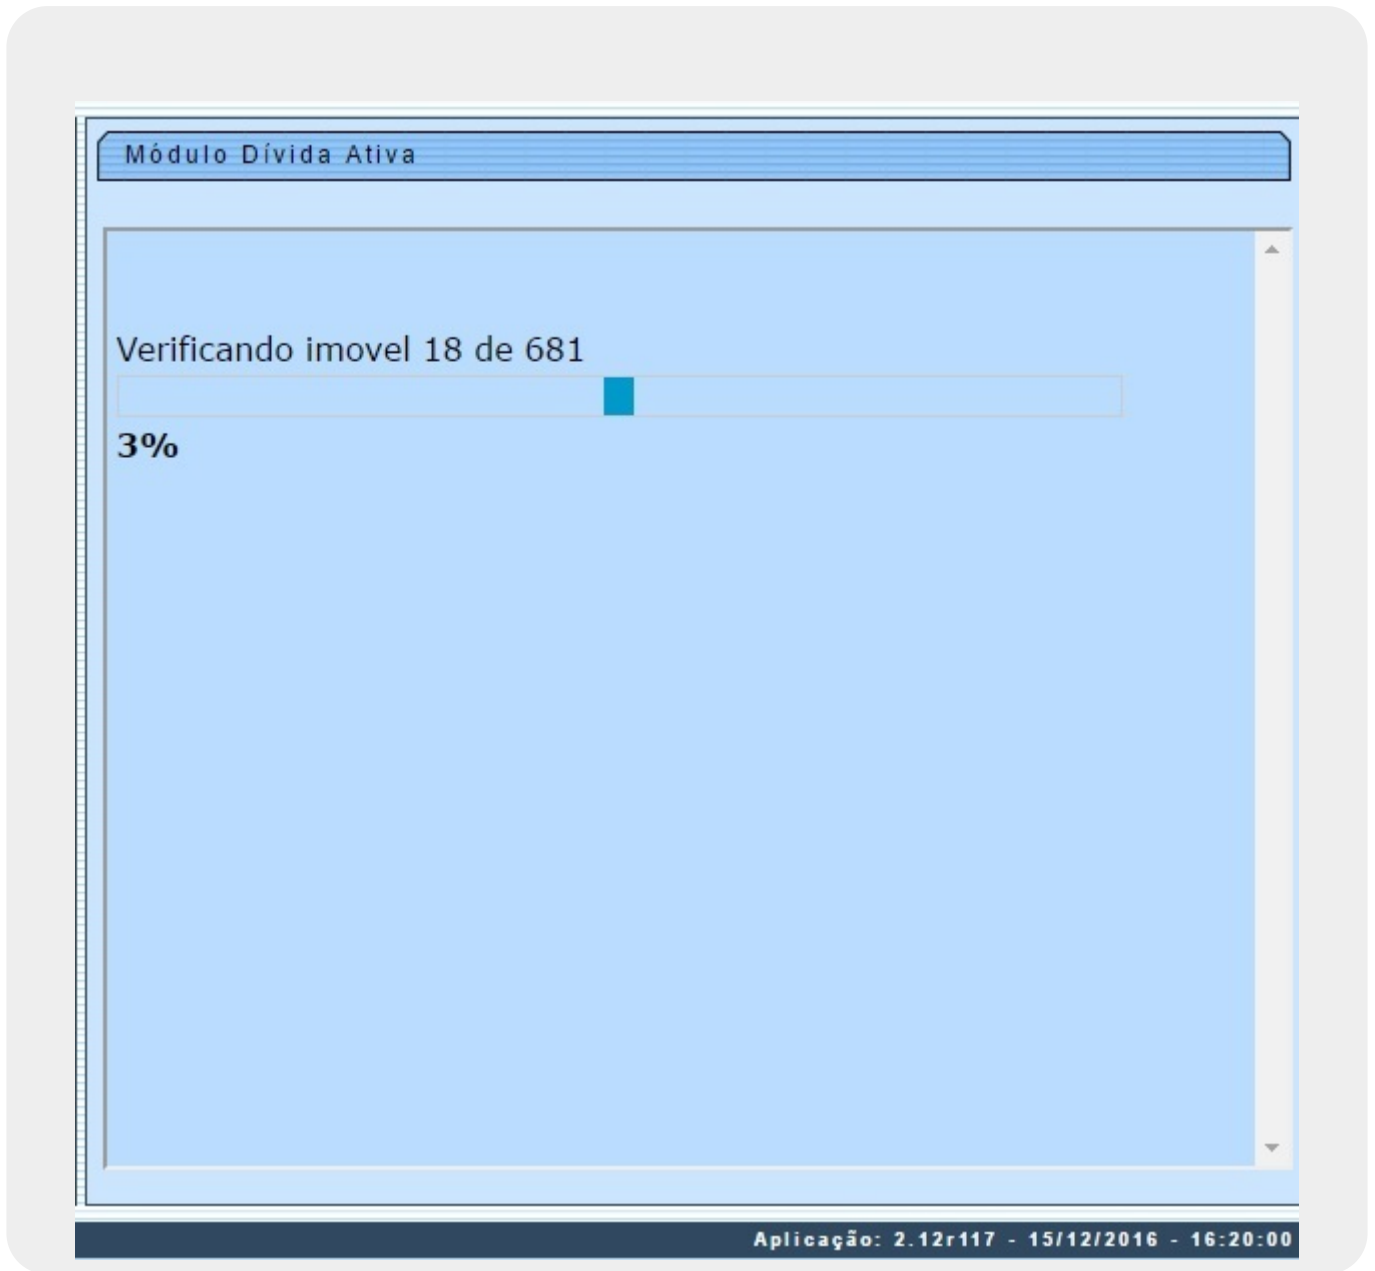 Módulo Dívida Ativa
Verificando imovel 18 de 681
3%
Aplicação: 2.12r117 - 15/12/2016 - 16:20:00